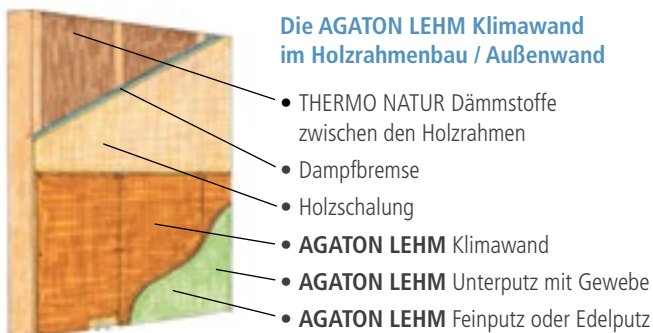 Die AGATON LEHM Klimawand
im Holzrahmenbau / Außenwand
• THERMO NATUR Dämmstoffe
zwischen den Holzrahmen
• Dampfbremse
• Holzschalung
• AGATON LEHM Klimawand
• AGATON LEHM Unterputz mit Gewebe
• AGATON LEHM Feinputz oder Edelputz